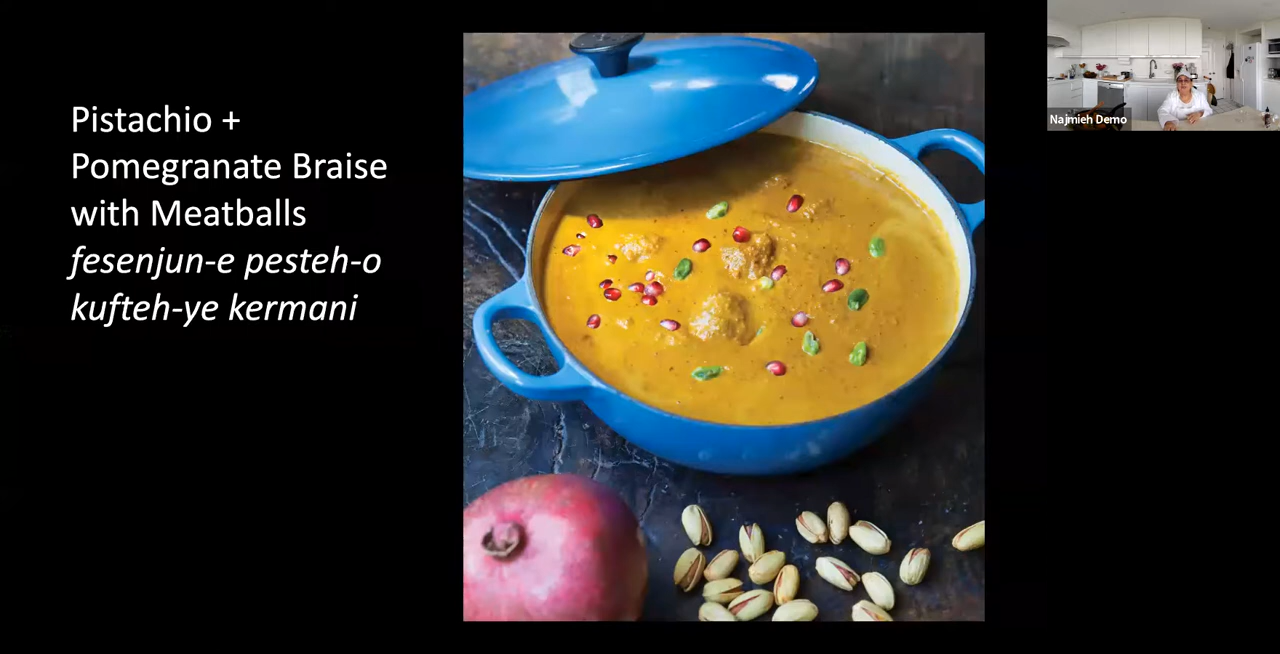 Pistachio +
Pomegranate Braise
with Meatballs
fesenjun-e pesteh-o
kufteh-ye kermani
Najmieh Demo